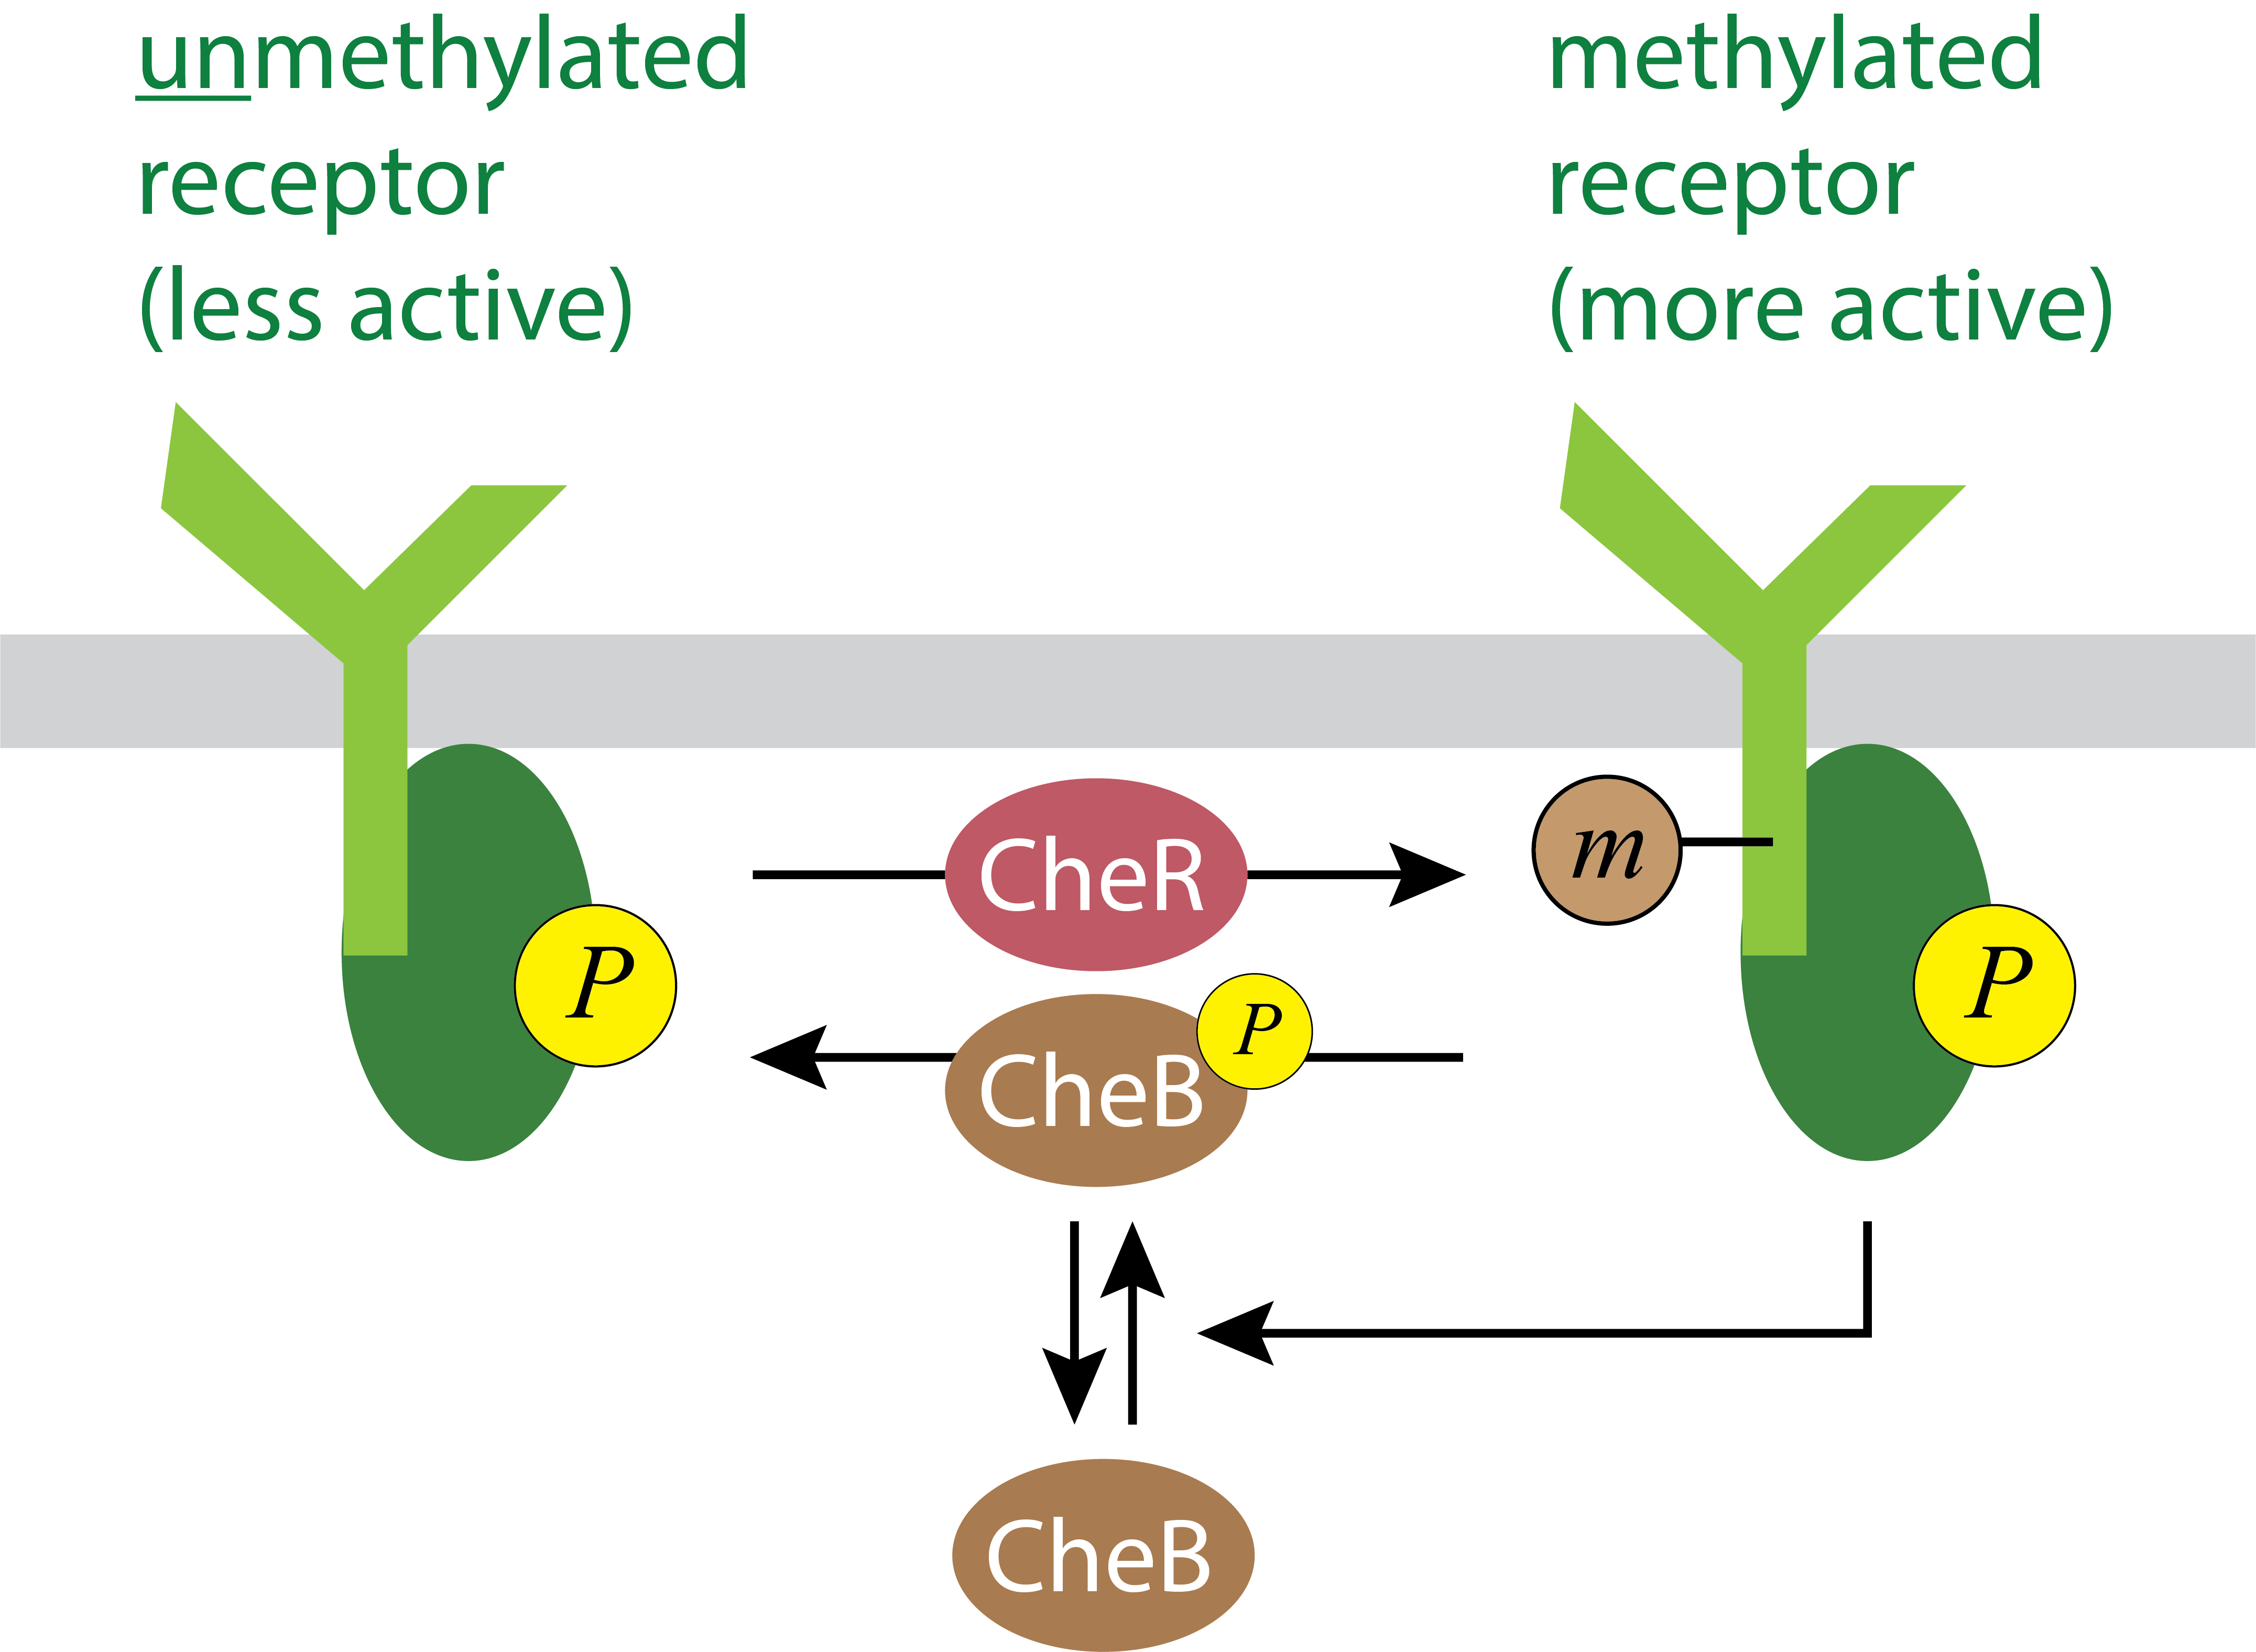 unmethylated
receptor
(less active)
methylated
receptor
(more active)
CheR
m
P
CheB
P
P
CheB